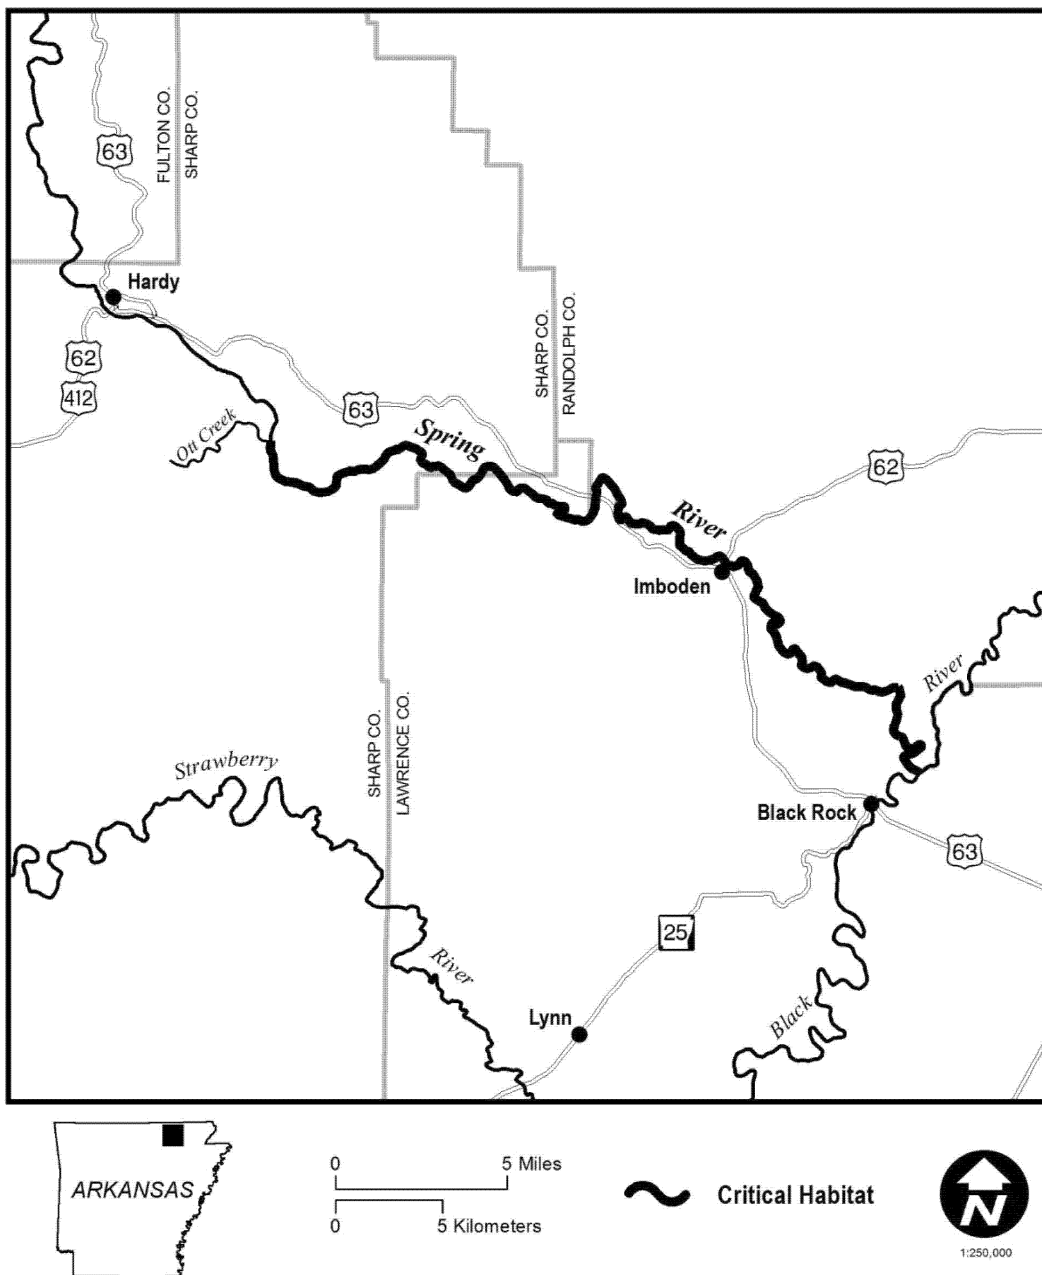 63
FULTON CO.
SHARP CO.
Hardy
62
412
63
Ott Creek
Spring
River
SHARP CO.
RANDOLPH CO.
62
Imboden
River
SHARP CO.
LAWRENCE CO.
Strawberry
River
Black Rock
63
25
Lynn
Black
ARKANSAS
0 5 Miles
0 5 Kilometers
Critical Habitat
N
1:250,000